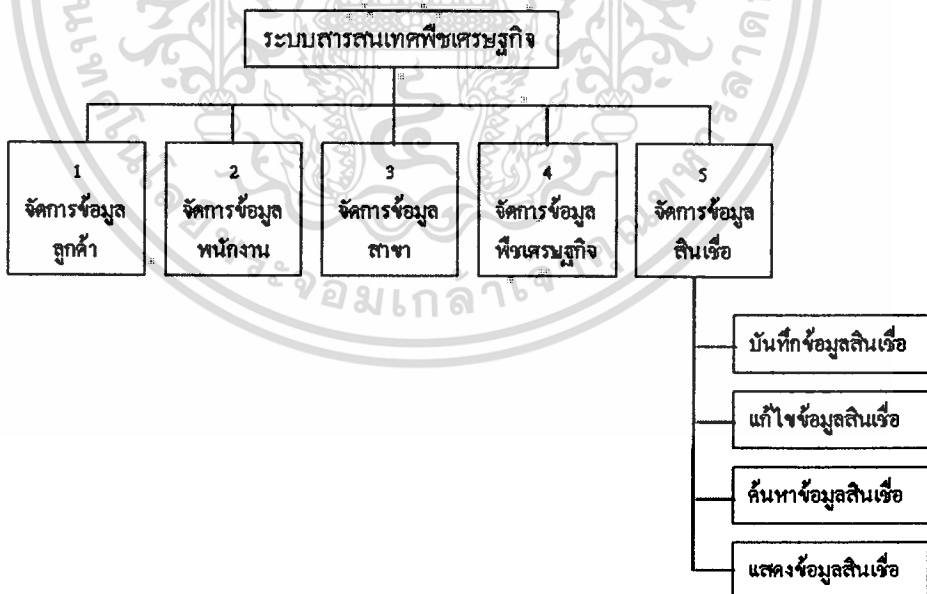 ระบบสารสนเทศพืชเศรษฐกิจ
1
จัดการข้อมูล
ลูกค้า
2
จัดการข้อมูล
พนักงาน
3
จัดการข้อมูล
สาขา
4
จัดการข้อมูล
พืชเศรษฐกิจ
5
จัดการข้อมูล
สินเชื่อ
บันทึกข้อมูลสินเชื่อ
แก้ไขข้อมูลสินเชื่อ
ค้นหาข้อมูลสินเชื่อ
แสดงข้อมูลสินเชื่อ